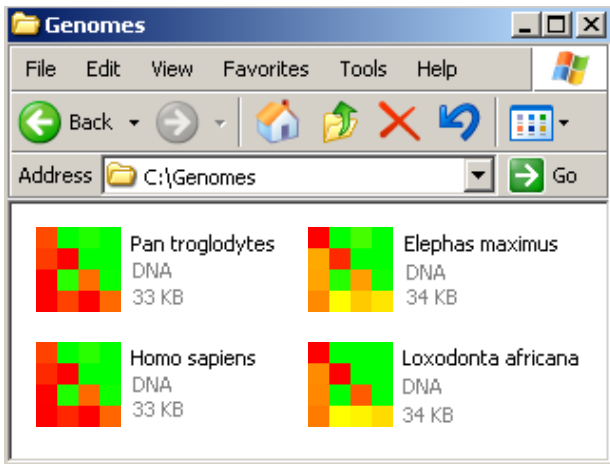 Genomes
File Edit View Favorites Tools Help
Back
Address C:\Genomes Go
Pan troglodytes
DNA
33 KB
Elephas maximus
DNA
34 KB
Homo sapiens
DNA
33 KB
Loxodonta africana
DNA
34 KB